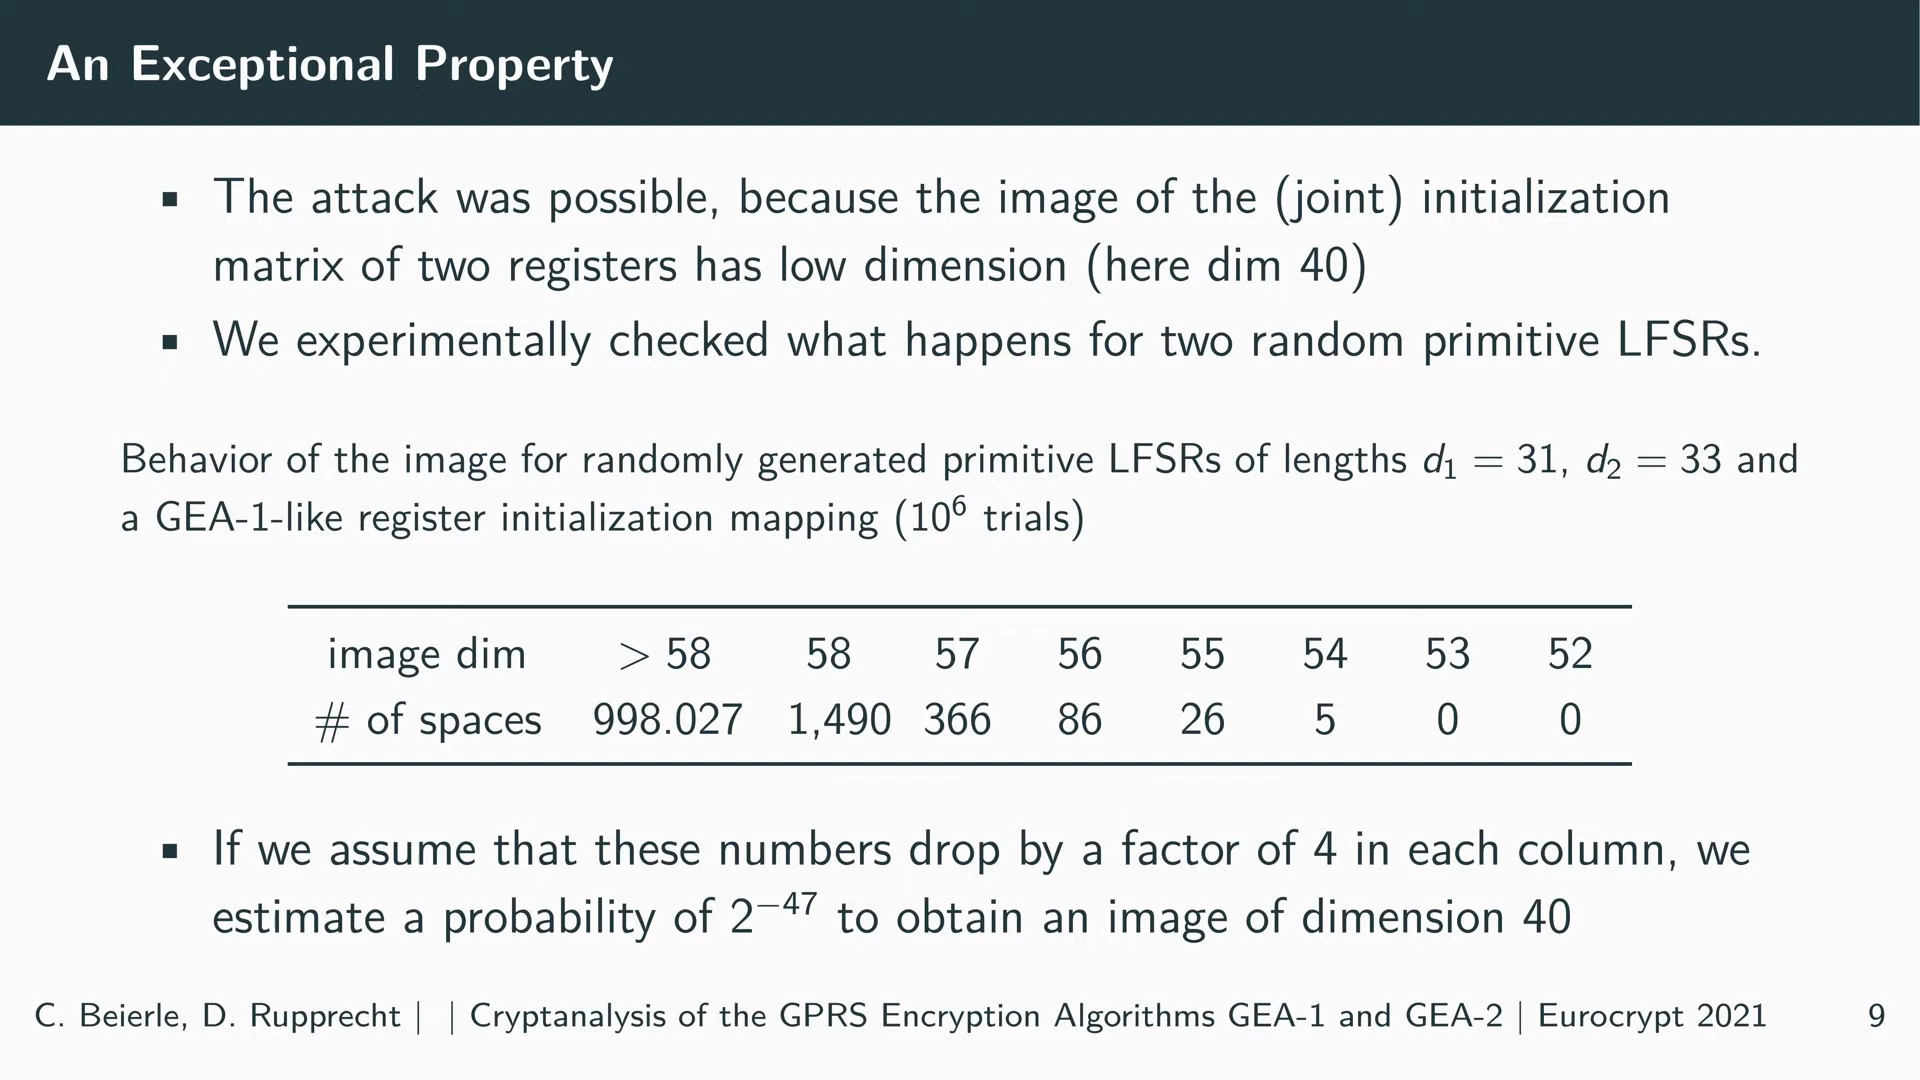 An Exceptional Property
▪ The attack was possible, because the image of the (joint) initialization
matrix of two registers has low dimension (here dim 40)
▪ We experimentally checked what happens for two random primitive LFSRs.
Behavior of the image for randomly generated primitive LFSRs of lengths d₁ = 31, d₂ = 33 and
a GEA-1-like register initialization mapping (10⁶ trials)
image dim > 58 58 57 56 55 54 53 52
# of spaces 998.027 1,490 366 86 26 5 0 0
▪ If we assume that these numbers drop by a factor of 4 in each column, we
estimate a probability of 2⁻⁴⁷ to obtain an image of dimension 40
C. Beierle, D. Rupprecht | | Cryptanalysis of the GPRS Encryption Algorithms GEA-1 and GEA-2 | Eurocrypt 2021 9